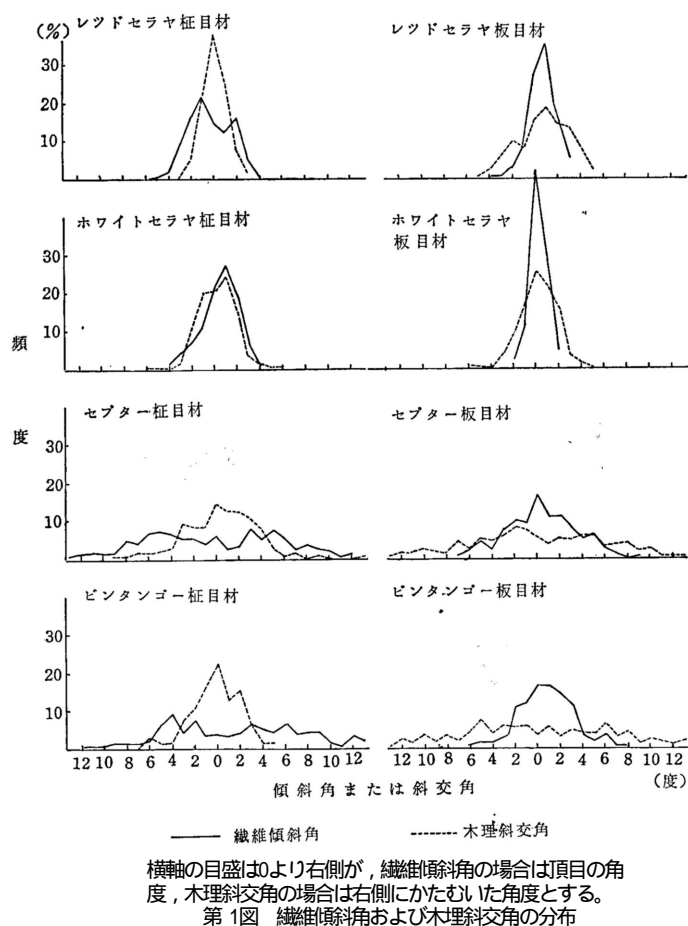 レツドセラヤ柾目材
レツドセラヤ板目材
(%)
30
20
10
ホワイトセラヤ柾目材
ホワイトセラヤ
板目材
30
20
10
頻
セプター柾目材
セプター板目材
度
30
20
10
ビンタンゴー柾目材
ビンタンゴー板目材
30
20
10
12 10 8 6 4 2 0 2 4 6 8 10 12
12 10 8 6 4 2 0 2 4 6 8 10 12
傾斜角または斜交角
(度)
繊維傾斜角
木理斜交角
横軸の目盛は0より右側が，繊維傾斜角の場合は頂目の角
度，木理斜交角の場合は右側にかたむいた角度とする。
第 1図 繊維傾斜角および木埋斜交角の分布